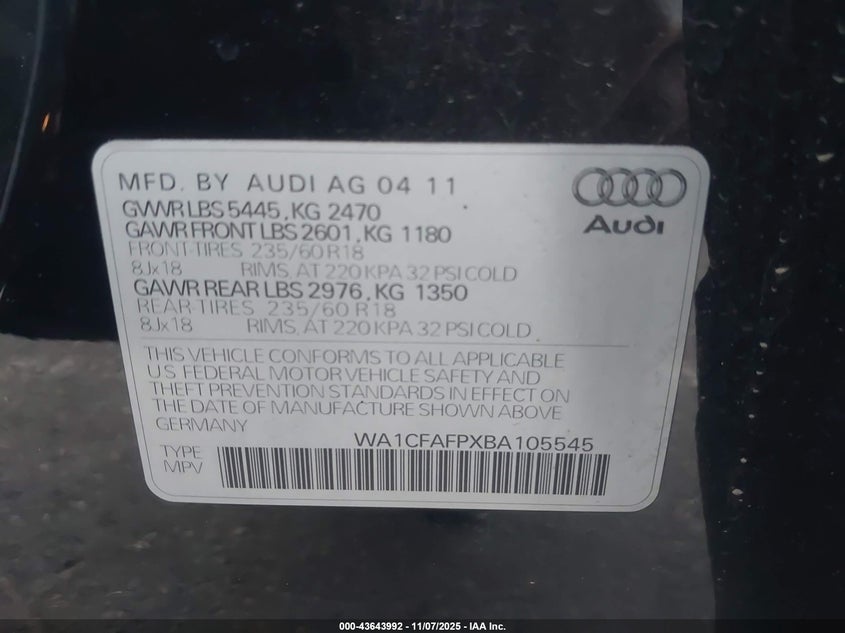 MFD. BY AUDI AG 04 11
Audi
GVWR LBS 5445, KG 2470
GAWR FRONT LBS 2601, KG 1180
FRONT-TIRES 235/60 R18
8Jx18 RIMS, AT 220 KPA 32 PSI COLD
GAWR REAR LBS 2976, KG 1350
REAR-TIRES 235/60 R18
8Jx18 RIMS, AT 220 KPA 32 PSI COLD
THIS VEHICLE CONFORMS TO ALL APPLICABLE
U.S. FEDERAL MOTOR VEHICLE SAFETY AND
THEFT PREVENTION STANDARDS IN EFFECT ON
THE DATE OF MANUFACTURE SHOWN ABOVE
GERMANY
WA1CFAFPXBA105545
TYPE
MPV
000-43643992 - 11/07/2025 - IAA Inc.